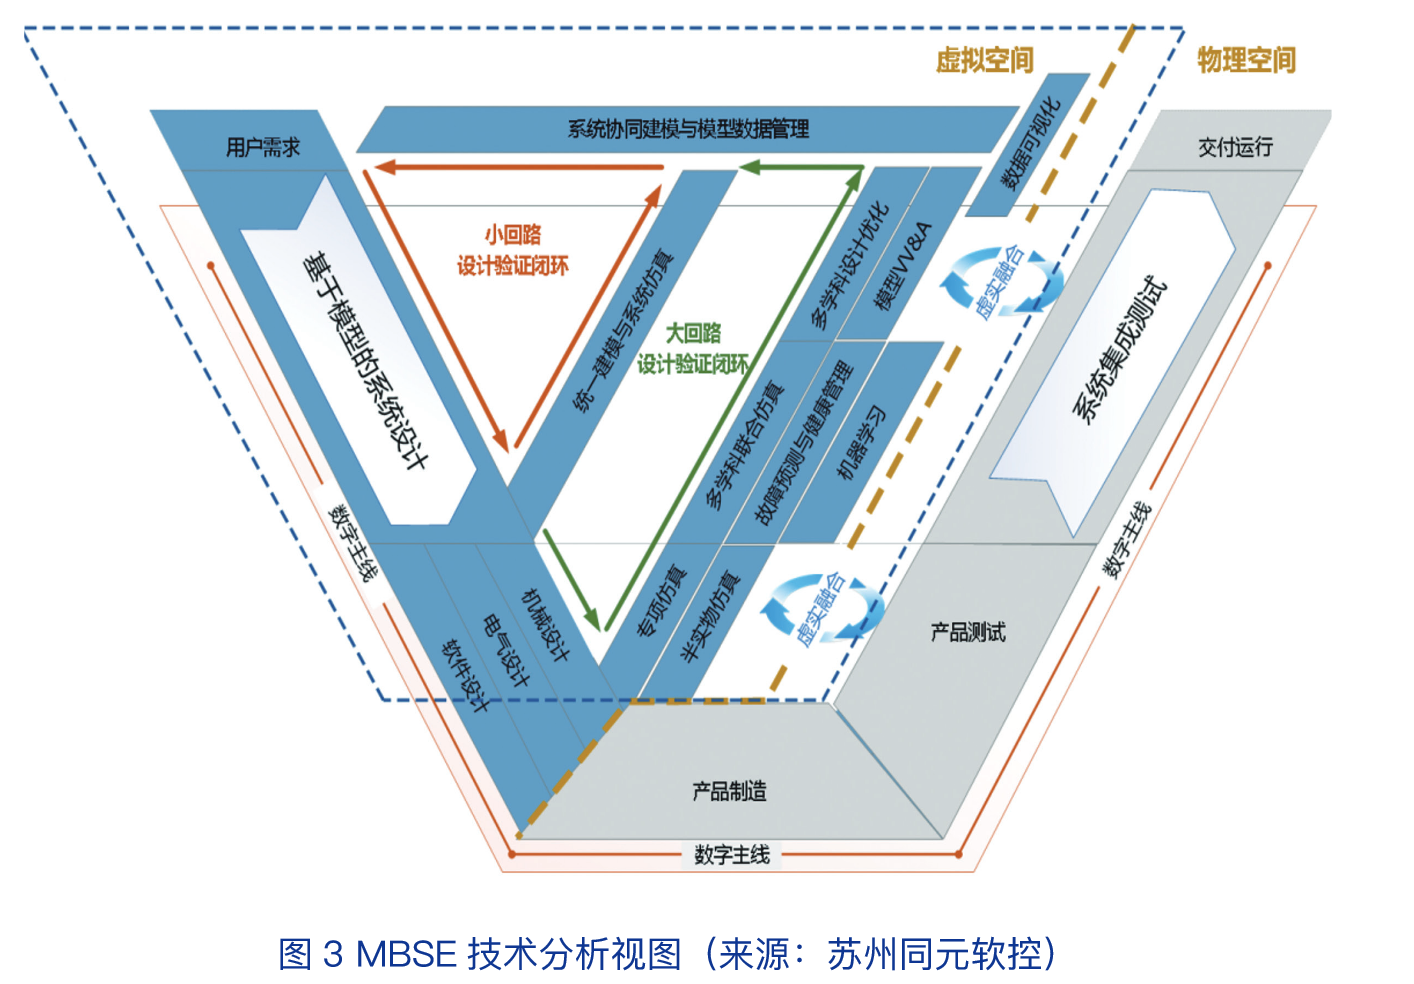 虚拟空间
物理空间
数据可视化
用户需求
系统协同建模与模型数据管理
交付运行
小回路
设计验证闭环
大回路
设计验证闭环
基于模型的系统设计
统一建模与系统仿真
多学科设计优化
模型VV&A
虚实融合
系统集成测试
多学科联合仿真
故障预测与健康管理
机器学习
数字主线
数字主线
机械设计
电气设计
软件设计
专项仿真
半实物仿真
虚实融合
产品测试
产品制造
数字主线
图 3 MBSE 技术分析视图（来源：苏州同元软控）